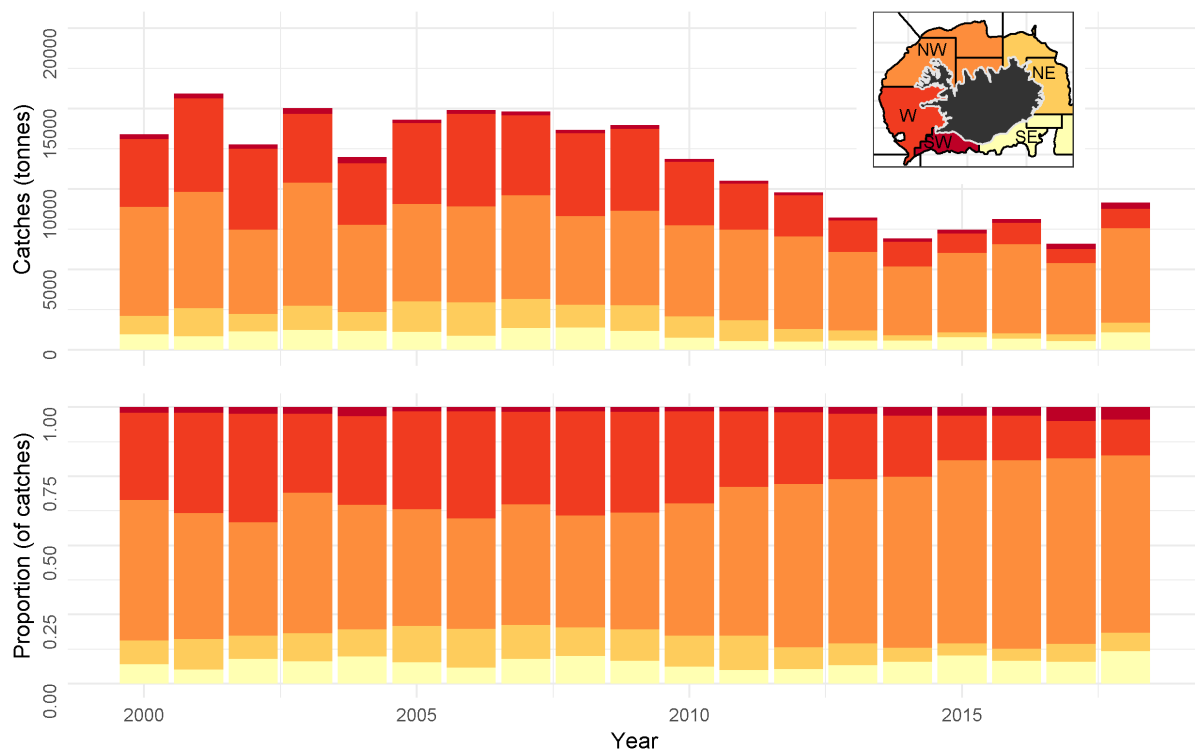 Catches (tonnes)
20000
15000
10000
5000
0
NW
NE
W
SW
SE
Proportion (of catches)
1.00
0.75
0.50
0.25
0.00
2000
2005
2010
2015
Year